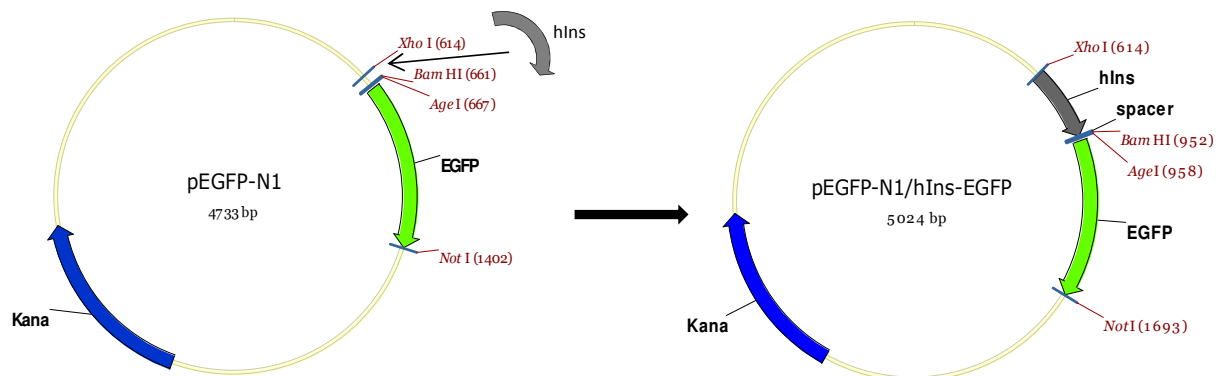 hIns
Xho I (614)
Bam HI (661)
Age I (667)
EGFP
pEGFP-N1
4733 bp
Not I (1402)
Kana
Xho I (614)
hIns
spacer
Bam HI (952)
Age I (958)
pEGFP-N1/hIns-EGFP
5024 bp
EGFP
Kana
Not I (1693)